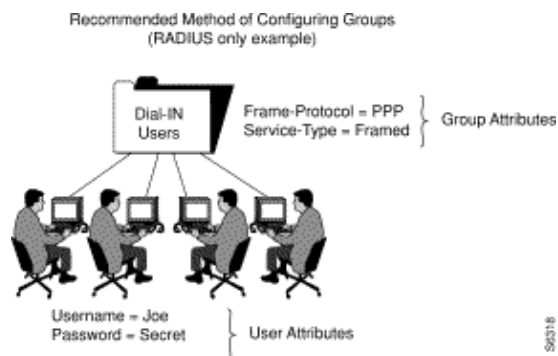 Recommended Method of Configuring Groups
(RADIUS only example)
Dial-IN
Users
Frame-Protocol = PPP
Service-Type = Framed
Group Attributes
Username = Joe
Password = Secret
User Attributes
S6318